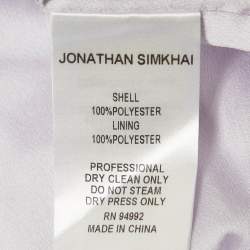 JONATHAN SIMKHAI
SHELL
100%POLYESTER
LINING
100%POLYESTER
PROFESSIONAL
DRY CLEAN ONLY
DO NOT STEAM
DRY PRESS ONLY
RN 94992
MADE IN CHINA